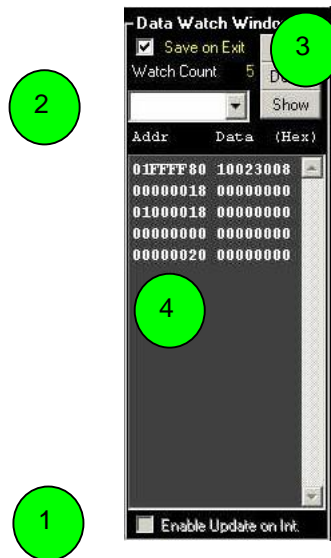 Data Watch
3
Save on Exit
Watch Count 5
2
Show
Addr Data (Hex)
01FFFF80 10023008
00000018 00000000
01000018 00000000
00000000 00000000
00000020 00000000
4
1
Enable Update on Int.